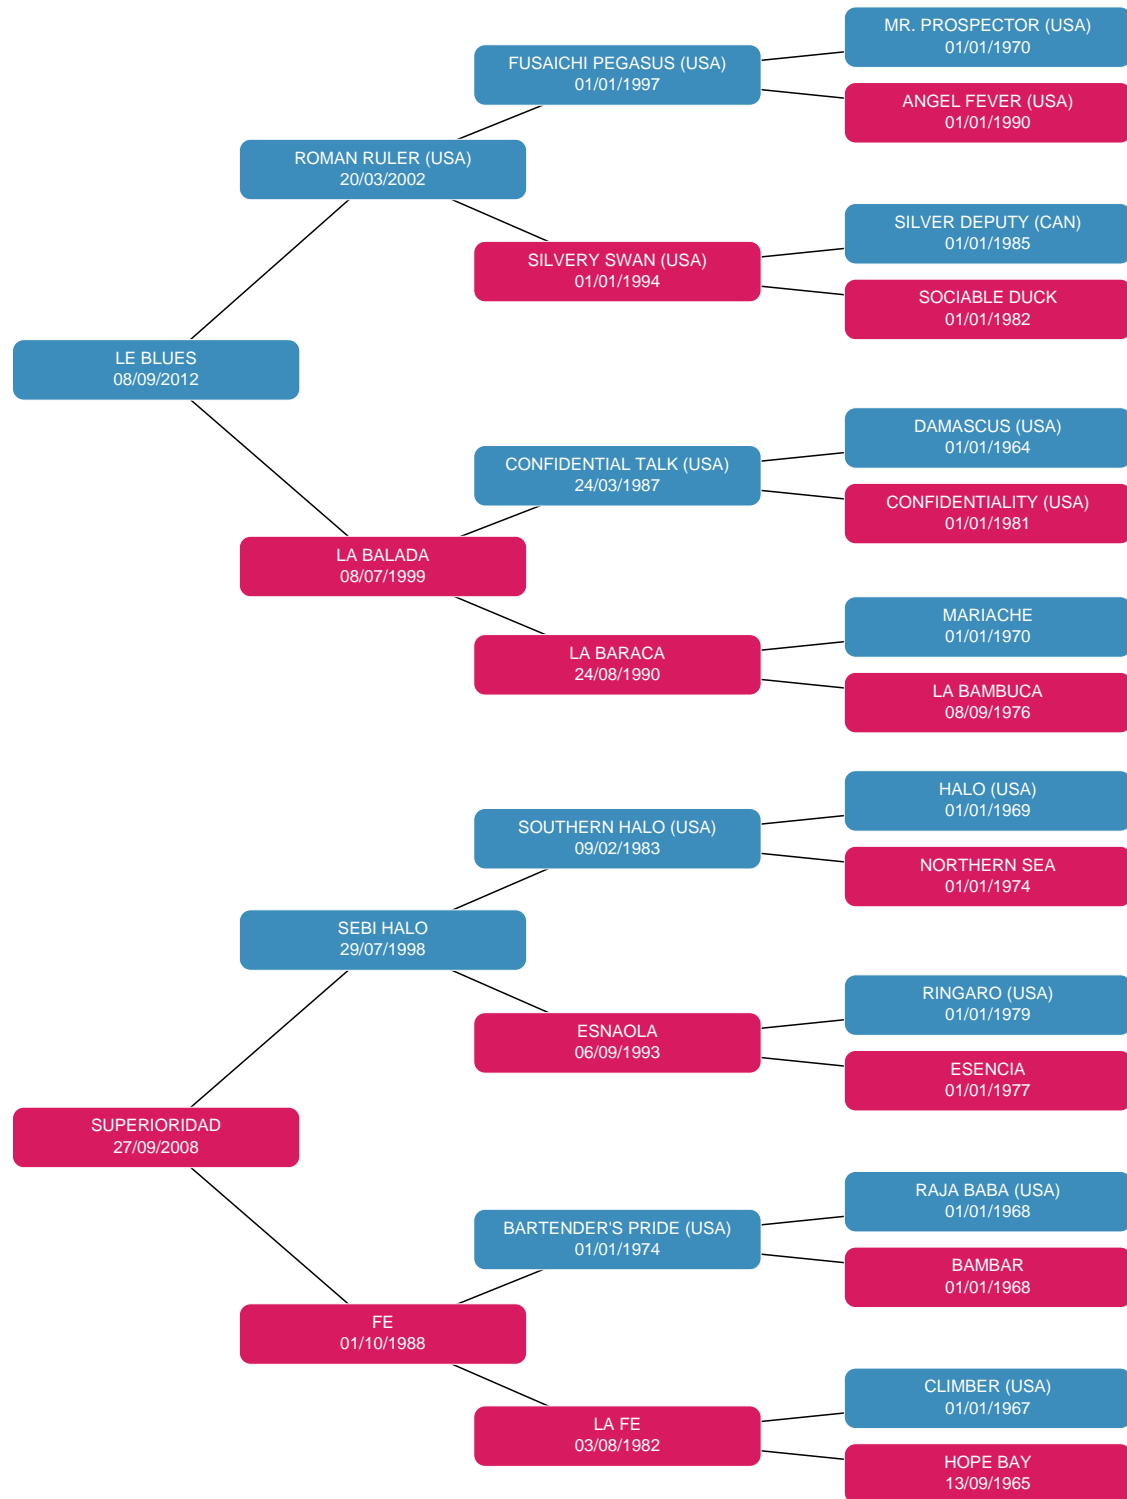 MR. PROSPECTOR (USA)
01/01/1970
FUSAICHI PEGASUS (USA)
01/01/1997
ANGEL FEVER (USA)
01/01/1990
ROMAN RULER (USA)
20/03/2002
SILVER DEPUTY (CAN)
01/01/1985
SILVERY SWAN (USA)
01/01/1994
SOCIABLE DUCK
01/01/1982
LE BLUES
08/09/2012
DAMASCUS (USA)
01/01/1964
CONFIDENTIAL TALK (USA)
24/03/1987
CONFIDENTIALITY (USA)
01/01/1981
LA BALADA
08/07/1999
MARIACHE
01/01/1970
LA BARACA
24/08/1990
LA BAMBUCA
08/09/1976
HALO (USA)
01/01/1969
SOUTHERN HALO (USA)
09/02/1983
NORTHERN SEA
01/01/1974
SEBI HALO
29/07/1998
RINGARO (USA)
01/01/1979
ESNAOLA
06/09/1993
ESENCIA
01/01/1977
SUPERIORIDAD
27/09/2008
RAJA BABA (USA)
01/01/1968
BARTENDER'S PRIDE (USA)
01/01/1974
BAMBAR
01/01/1968
FE
01/10/1988
CLIMBER (USA)
01/01/1967
LA FE
03/08/1982
HOPE BAY
13/09/1965